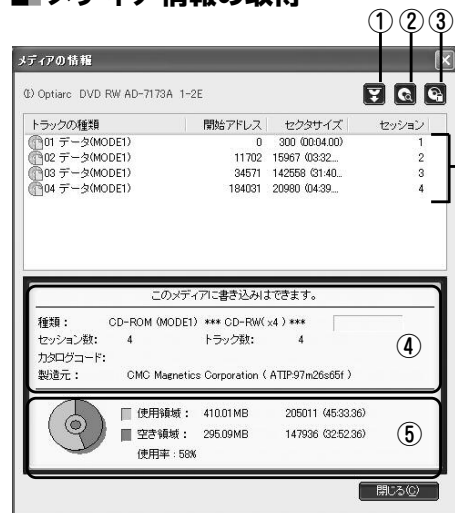 メディア情報の取得
① ② ③
メディアの情報
(E) Optiarc DVD RW AD-7173A 1-2E
トラックの種類 開始アドレス セクタサイズ セッション
01 データ(MODE1) 0 300 (00:04.00) 1
02 データ(MODE1) 11702 15967 (03:32... 2
03 データ(MODE1) 34571 142558 (31:40... 3
04 データ(MODE1) 184031 20980 (04:39... 4
このメディアに書き込みはできます。
種類： CD-ROM (MODE1) *** CD-RW( x4 ) ***
セッション数： 4 トラック数： 4
カタログコード：
④
製造元： CMC Magnetics Corporation ( ATIP:97m26s65f )
使用領域： 410.01MB 205011 (45:33.36)
空き領域： 295.09MB 147936 (32:52.36)
⑤
使用率：58%
閉じる(C)